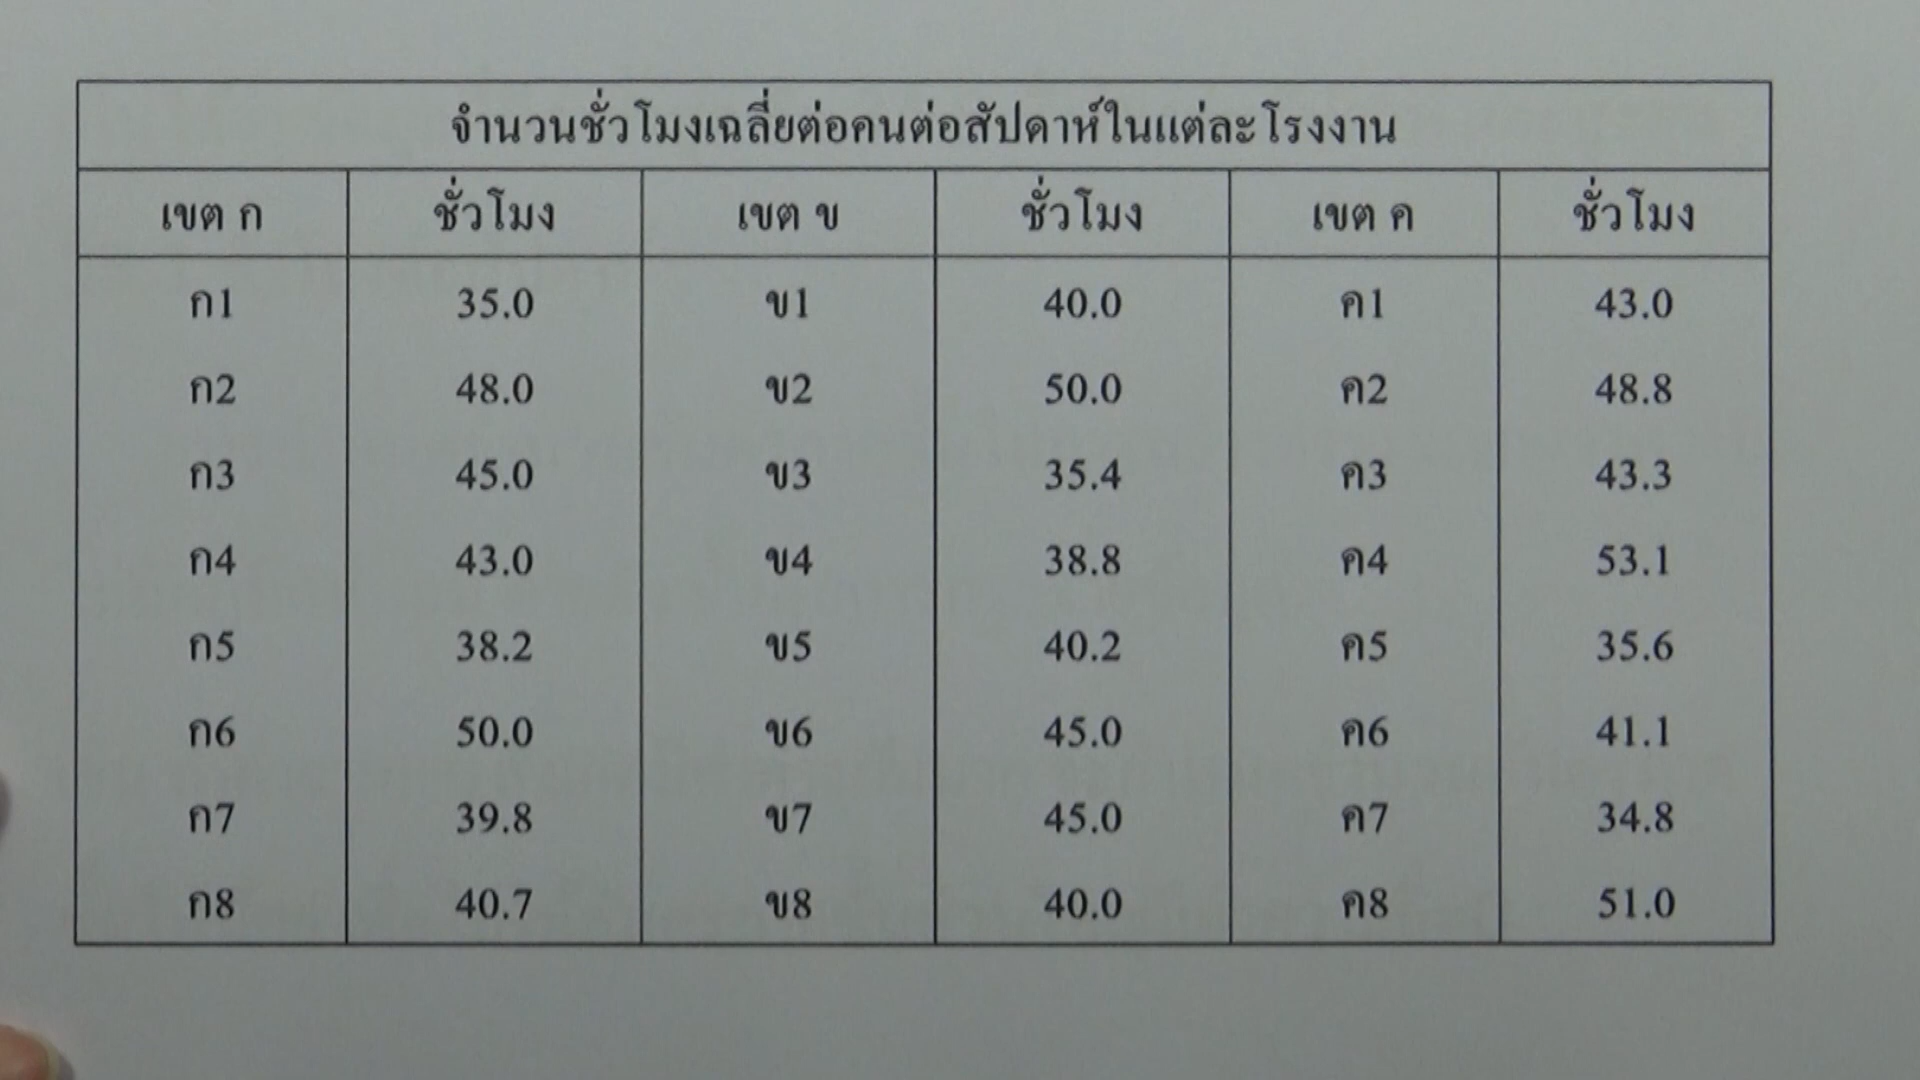 จำนวนชั่วโมงเฉลี่ยต่อคนต่อสัปดาห์ในแต่ละโรงงาน
เขต ก ชั่วโมง เขต ข ชั่วโมง เขต ค ชั่วโมง
ก1 35.0 ข1 40.0 ค1 43.0
ก2 48.0 ข2 50.0 ค2 48.8
ก3 45.0 ข3 35.4 ค3 43.3
ก4 43.0 ข4 38.8 ค4 53.1
ก5 38.2 ข5 40.2 ค5 35.6
ก6 50.0 ข6 45.0 ค6 41.1
ก7 39.8 ข7 45.0 ค7 34.8
ก8 40.7 ข8 40.0 ค8 51.0